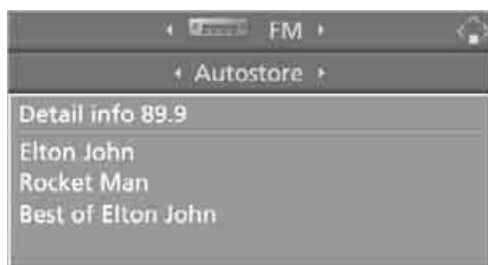 FM
Autostore
Detail info 89.9
Elton John
Rocket Man
Best of Elton John